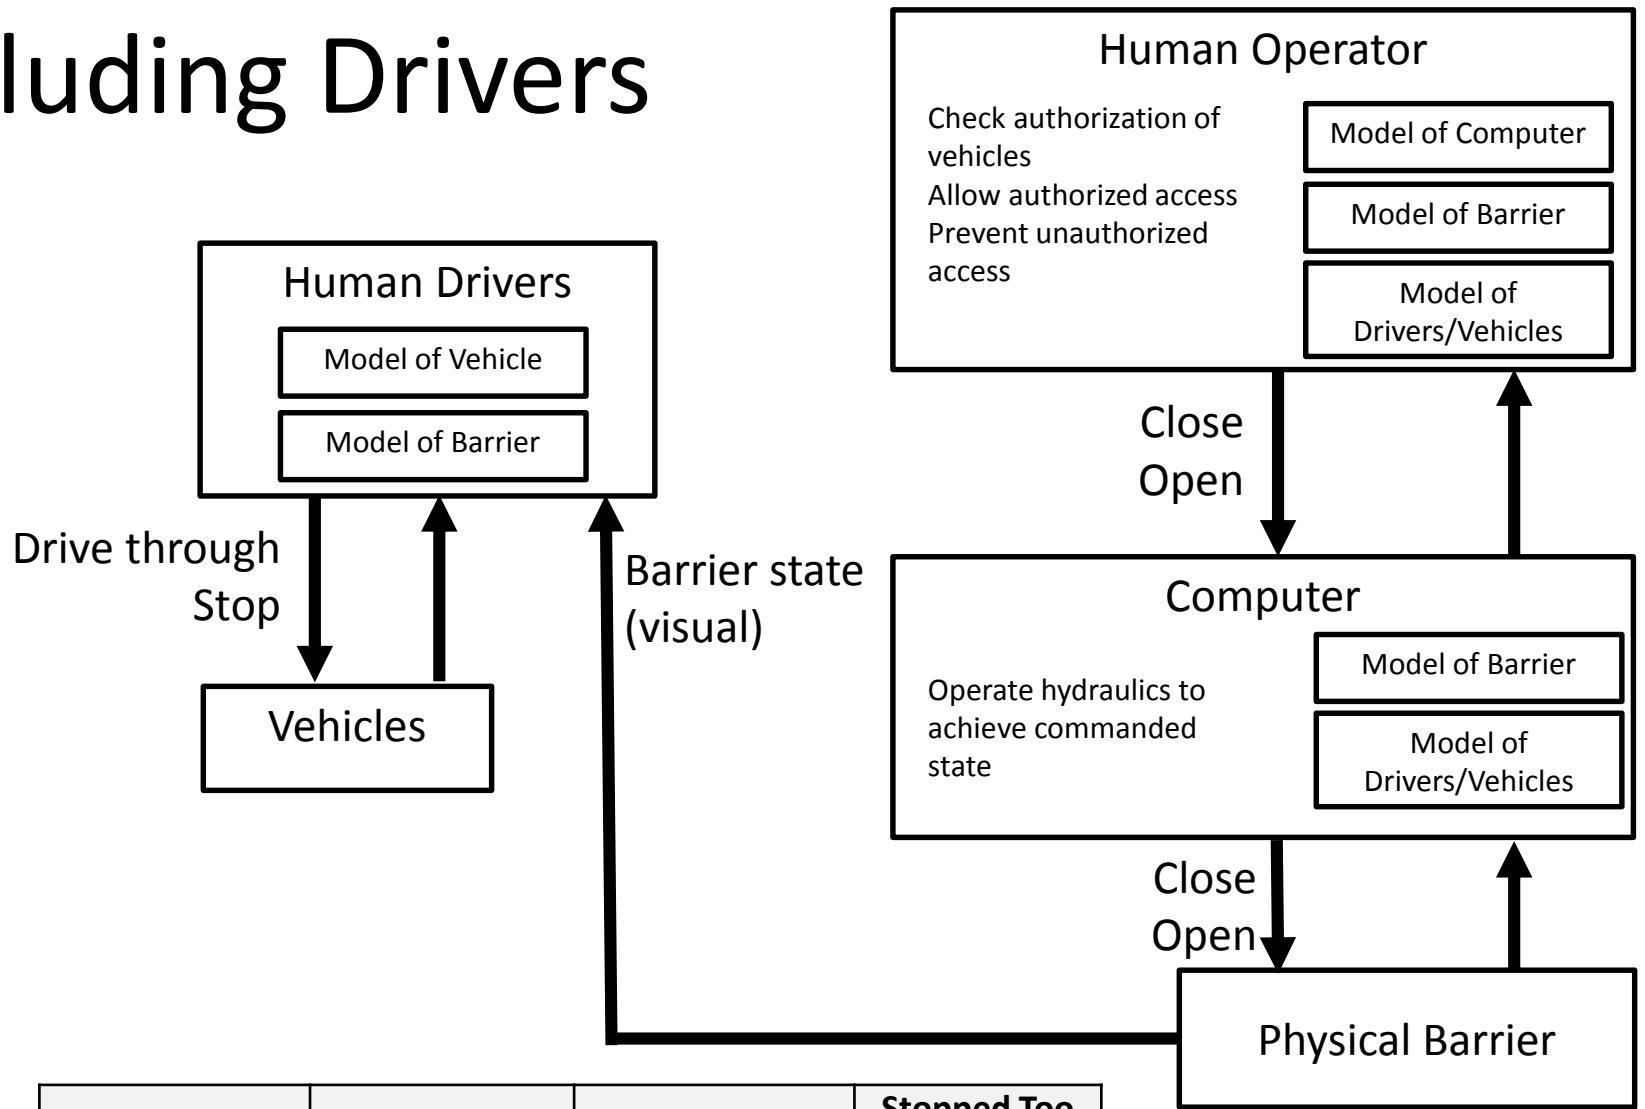 luding Drivers
Human Operator
Check authorization of
vehicles
Allow authorized access
Prevent unauthorized
access
Model of Computer
Model of Barrier
Model of
Drivers/Vehicles
Human Drivers
Model of Vehicle
Model of Barrier
Close
Open
Drive through
Stop
Barrier state
(visual)
Vehicles
Computer
Operate hydraulics to
achieve commanded
state
Model of Barrier
Model of
Drivers/Vehicles
Close
Open
Physical Barrier
Stopped Too